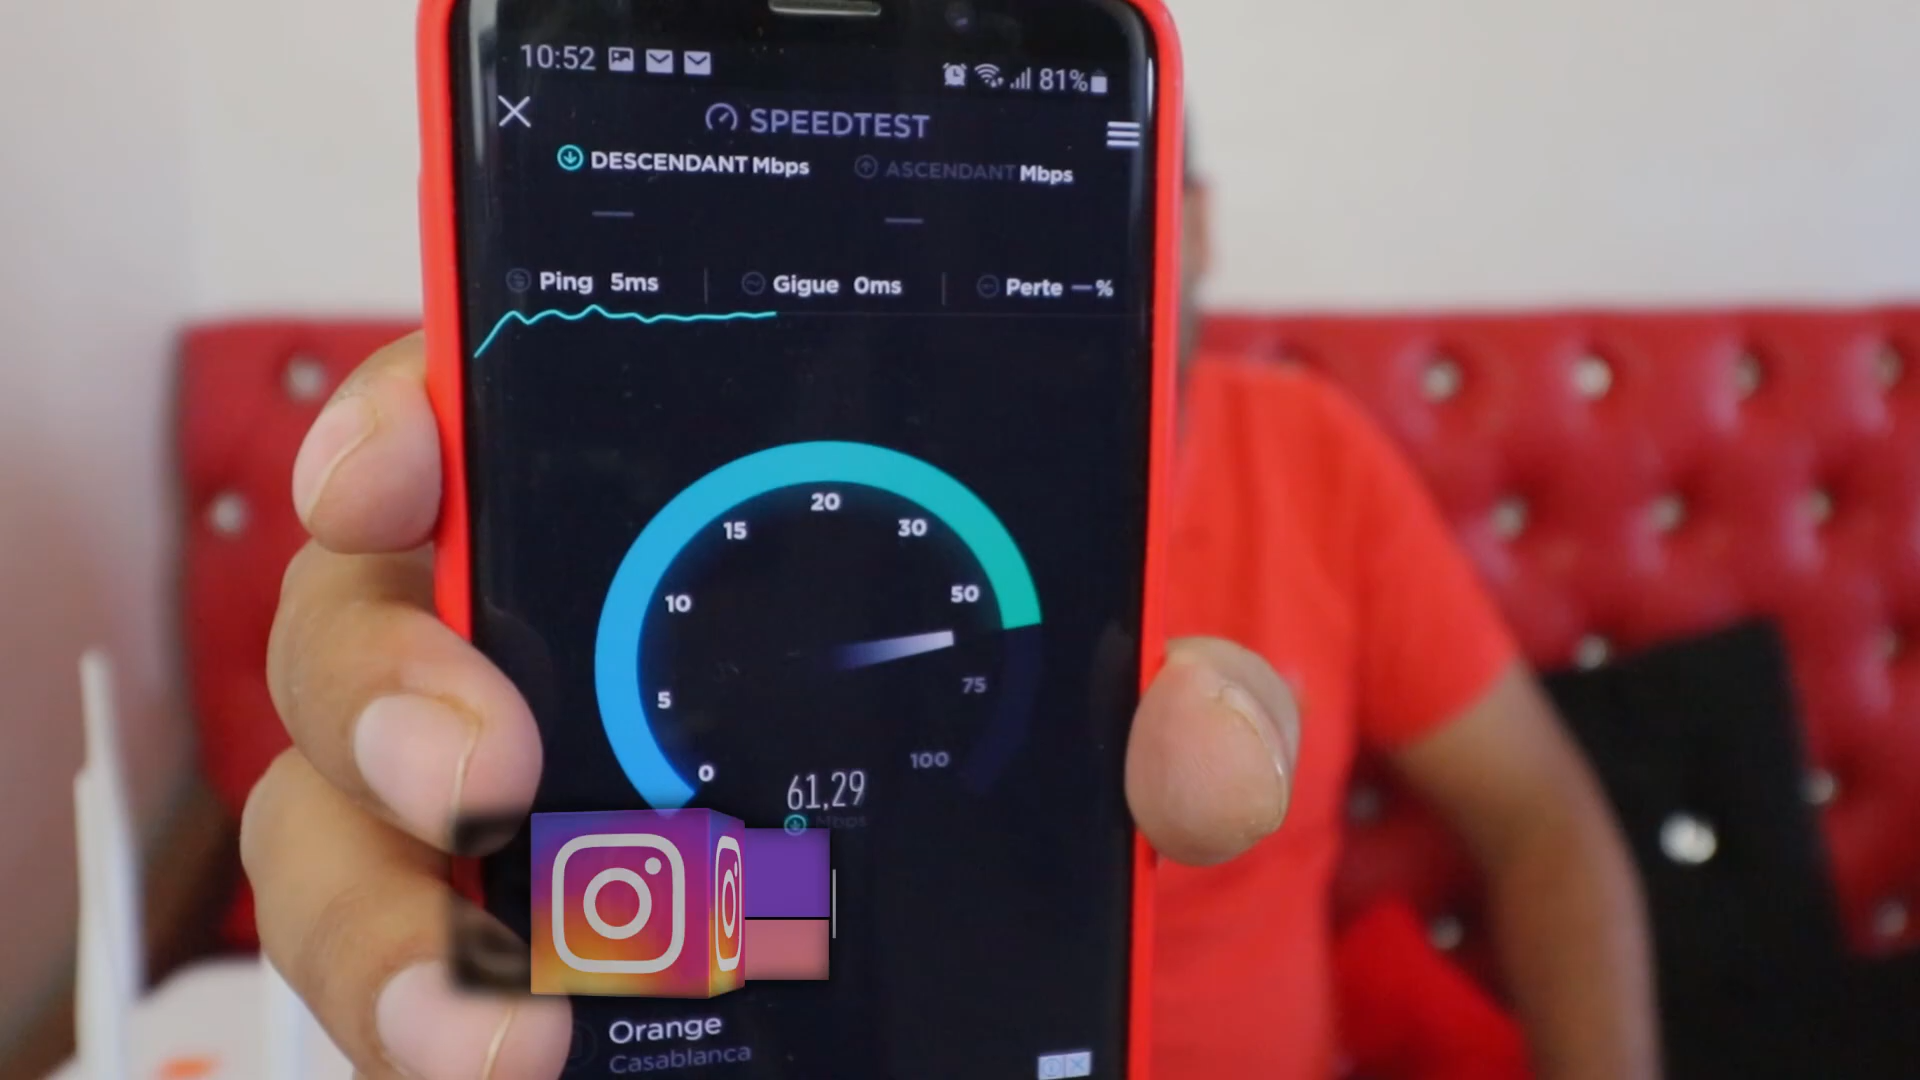 10:52
81%
SPEEDTEST
DESCENDANT Mbps
ASCENDANT Mbps
Ping 5ms
Gigue 0ms
Perte —%
0
5
10
15
20
30
50
75
100
61,29
Mbps
Orange
Casablanca